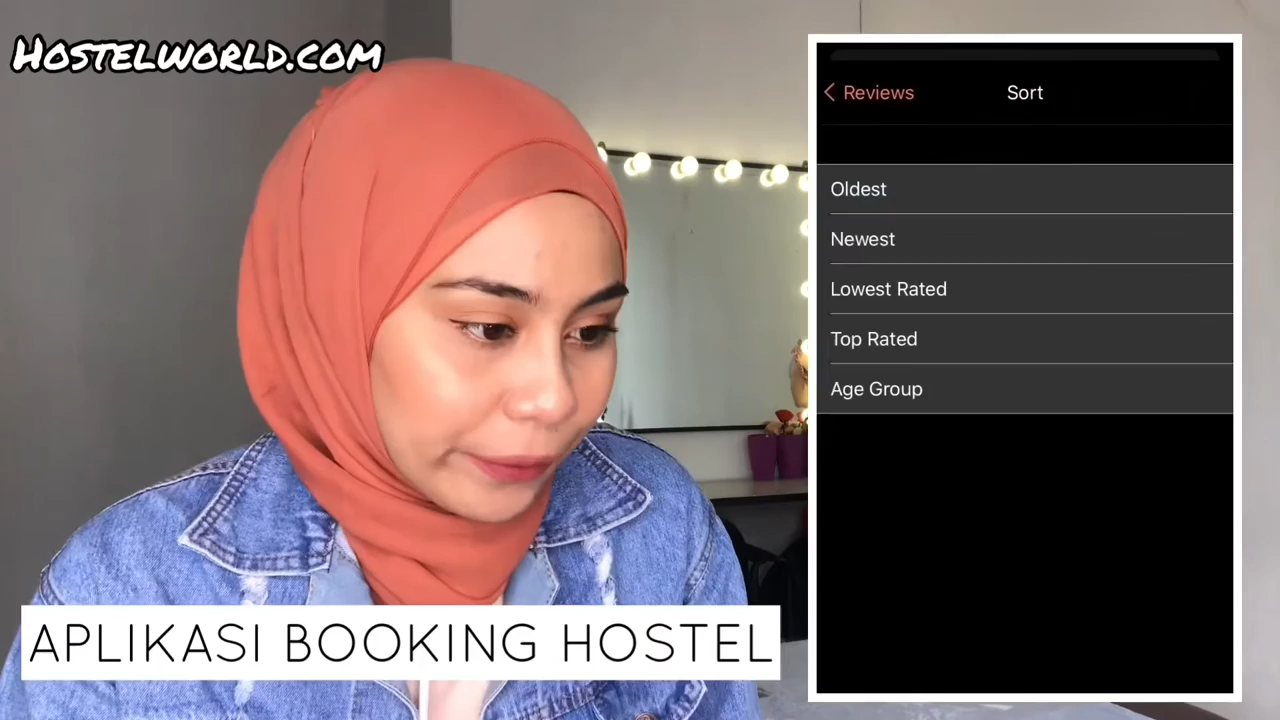 HOSTELWORLD.COM
Reviews
Sort
Oldest
Newest
Lowest Rated
Top Rated
Age Group
APLIKASI BOOKING HOSTEL